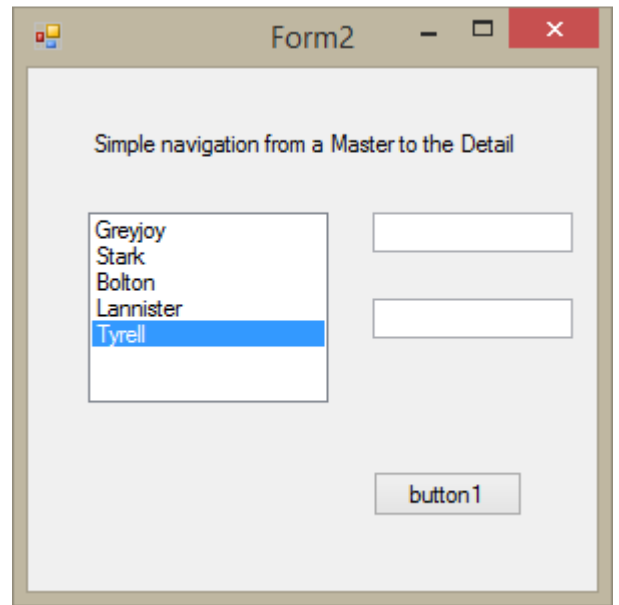 Form2
Simple navigation from a Master to the Detail
Greyjoy
Stark
Bolton
Lannister
Tyrell
button1